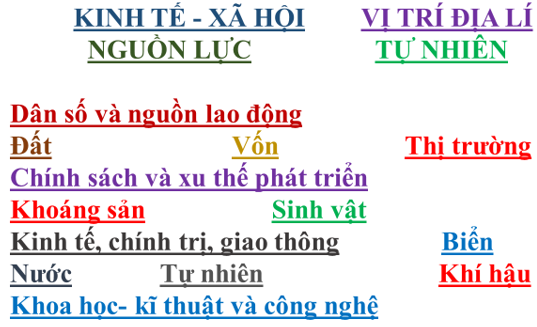 KINH TẾ - XÃ HỘI VỊ TRÍ ĐỊA LÍ
NGUỒN LỰC TỰ NHIÊN
Dân số và nguồn lao động
Đất Vốn Thị trường
Chính sách và xu thế phát triển
Khoáng sản Sinh vật
Kinh tế, chính trị, giao thông Biển
Nước Tự nhiên Khí hậu
Khoa học- kĩ thuật và công nghệ